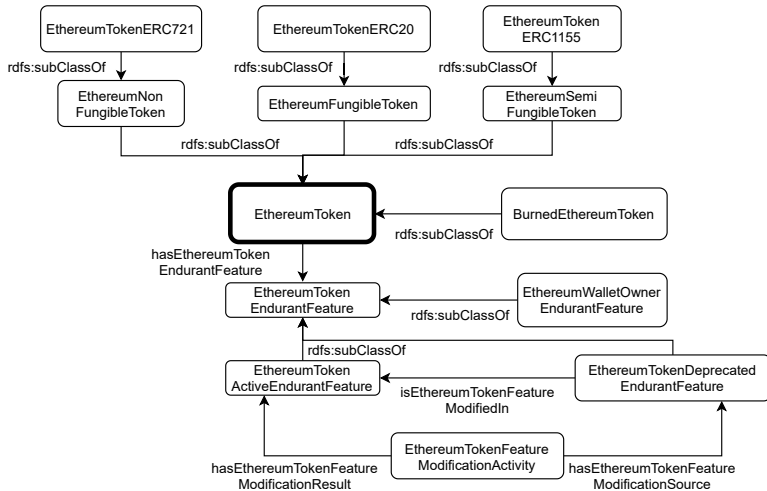 EthereumTokenERC721
EthereumTokenERC20
EthereumToken
ERC1155
rdfs:subClassOf
rdfs:subClassOf
rdfs:subClassOf
EthereumNon
FungibleToken
EthereumFungibleToken
EthereumSemi
FungibleToken
rdfs:subClassOf
rdfs:subClassOf
EthereumToken
BurnedEthereumToken
rdfs:subClassOf
hasEthereumToken
EndurantFeature
EthereumToken
EndurantFeature
EthereumWalletOwner
EndurantFeature
rdfs:subClassOf
rdfs:subClassOf
EthereumToken
ActiveEndurantFeature
EthereumTokenDeprecated
EndurantFeature
isEthereumTokenFeature
ModifiedIn
EthereumTokenFeature
ModificationActivity
hasEthereumTokenFeature
ModificationResult
hasEthereumTokenFeature
ModificationSource